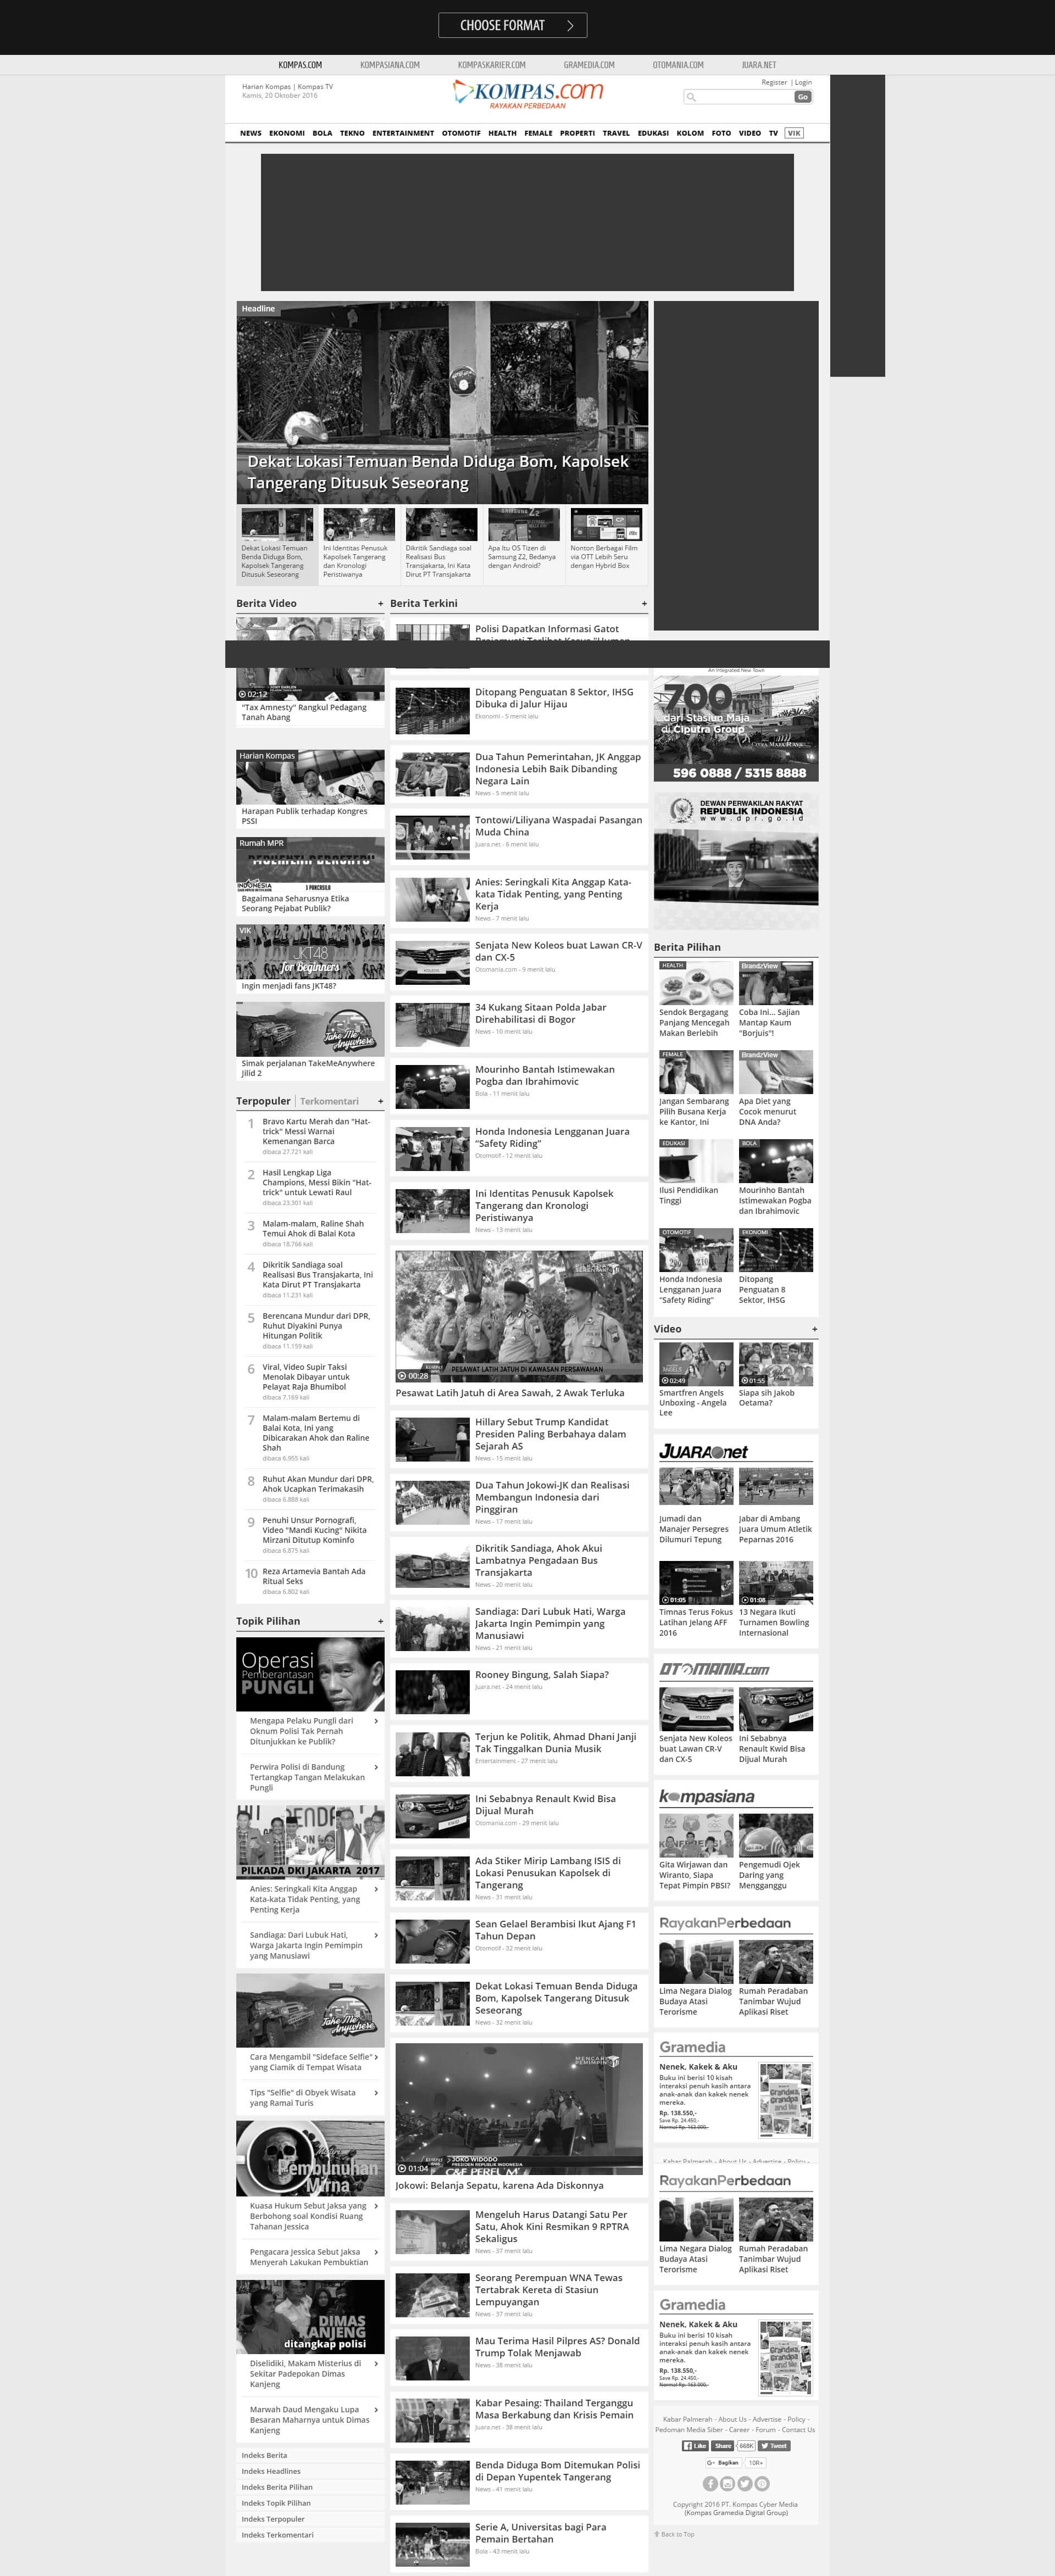 CHOOSE FORMAT
KOMPAS.COM KOMPASIANA.COM KOMPASKARIER.COM GRAMEDIA.COM OTOMANIA.COM JUARA.NET
Harian Kompas | Kompas TV
Kamis, 20 Oktober 2016
KOMPAS.com
RAYAKAN PERBEDAAN
Register | Login
Go
NEWS EKONOMI BOLA TEKNO ENTERTAINMENT OTOMOTIF HEALTH FEMALE PROPERTI TRAVEL EDUKASI KOLOM FOTO VIDEO TV VIK
Headline
Dekat Lokasi Temuan Benda Diduga Bom, Kapolsek
Tangerang Ditusuk Seseorang
Dekat Lokasi Temuan
Benda Diduga Bom,
Kapolsek Tangerang
Ditusuk Seseorang
Ini Identitas Penusuk
Kapolsek Tangerang
dan Kronologi
Peristiwanya
Dikritik Sandiaga soal
Realisasi Bus
Transjakarta, Ini Kata
Dirut PT Transjakarta
Apa Itu OS Tizen di
Samsung Z2, Bedanya
dengan Android?
Nonton Berbagai Film
via OTT Lebih Seru
dengan Hybrid Box
Berita Video +
02:12
"Tax Amnesty" Rangkul Pedagang
Tanah Abang
Harian Kompas
Harapan Publik terhadap Kongres
PSSI
Rumah MPR
Bagaimana Seharusnya Etika
Seorang Pejabat Publik?
VIK
JKT48
for Beginners
Ingin menjadi fans JKT48?
Take Me
Anywhere
Simak perjalanan TakeMeAnywhere
Jilid 2
Terpopuler | Terkomentari +
1 Bravo Kartu Merah dan "Hat-
trick" Messi Warnai
Kemenangan Barca
dibaca 27.721 kali
2 Hasil Lengkap Liga
Champions, Messi Bikin "Hat-
trick" untuk Lewati Raul
dibaca 23.301 kali
3 Malam-malam, Raline Shah
Temui Ahok di Balai Kota
dibaca 18.766 kali
4 Dikritik Sandiaga soal
Realisasi Bus Transjakarta, Ini
Kata Dirut PT Transjakarta
dibaca 11.231 kali
5 Berencana Mundur dari DPR,
Ruhut Diyakini Punya
Hitungan Politik
dibaca 11.159 kali
6 Viral, Video Supir Taksi
Menolak Dibayar untuk
Pelayat Raja Bhumibol
dibaca 7.169 kali
7 Malam-malam Bertemu di
Balai Kota, Ini yang
Dibicarakan Ahok dan Raline
Shah
dibaca 6.955 kali
8 Ruhut Akan Mundur dari DPR,
Ahok Ucapkan Terimakasih
dibaca 6.888 kali
9 Penuhi Unsur Pornografi,
Video "Mandi Kucing" Nikita
Mirzani Ditutup Kominfo
dibaca 6.875 kali
10 Reza Artamevia Bantah Ada
Ritual Seks
dibaca 6.802 kali
Topik Pilihan +
Operasi
Pemberantasan
PUNGLI
Mengapa Pelaku Pungli dari
Oknum Polisi Tak Pernah
Ditunjukkan ke Publik?
Perwira Polisi di Bandung
Tertangkap Tangan Melakukan
Pungli
PILKADA DKI JAKARTA 2017
Anies: Seringkali Kita Anggap
Kata-kata Tidak Penting, yang
Penting Kerja
Sandiaga: Dari Lubuk Hati,
Warga Jakarta Ingin Pemimpin
yang Manusiawi
Take Me
Anywhere
Cara Mengambil "Sideface Selfie"
yang Ciamik di Tempat Wisata
Tips "Selfie" di Obyek Wisata
yang Ramai Turis
Misteri
Pembunuhan
Mirna
Kuasa Hukum Sebut Jaksa yang
Berbohong soal Kondisi Ruang
Tahanan Jessica
Pengacara Jessica Sebut Jaksa
Menyerah Lakukan Pembuktian
DIMAS
KANJENG
ditangkap polisi
Diselidiki, Makam Misterius di
Sekitar Padepokan Dimas
Kanjeng
Marwah Daud Mengaku Lupa
Besaran Maharnya untuk Dimas
Kanjeng
Indeks Berita
Indeks Headlines
Indeks Berita Pilihan
Indeks Topik Pilihan
Indeks Terpopuler
Indeks Terkomentari
Berita Terkini +
Polisi Dapatkan Informasi Gatot
Ditopang Penguatan 8 Sektor, IHSG
Dibuka di Jalur Hijau
Ekonomi - 5 menit lalu
Dua Tahun Pemerintahan, JK Anggap
Indonesia Lebih Baik Dibanding
Negara Lain
News - 5 menit lalu
Tontowi/Liliyana Waspadai Pasangan
Muda China
Juara.net - 6 menit lalu
Anies: Seringkali Kita Anggap Kata-
kata Tidak Penting, yang Penting
Kerja
News - 7 menit lalu
Senjata New Koleos buat Lawan CR-V
dan CX-5
Otomania.com - 9 menit lalu
34 Kukang Sitaan Polda Jabar
Direhabilitasi di Bogor
News - 10 menit lalu
Mourinho Bantah Istimewakan
Pogba dan Ibrahimovic
Bola - 11 menit lalu
Honda Indonesia Lengganan Juara
"Safety Riding"
Otomotif - 12 menit lalu
Ini Identitas Penusuk Kapolsek
Tangerang dan Kronologi
Peristiwanya
News - 13 menit lalu
PESAWAT LATIH JATUH DI KAWASAN PERSAWAHAN
00:28
Pesawat Latih Jatuh di Area Sawah, 2 Awak Terluka
Hillary Sebut Trump Kandidat
Presiden Paling Berbahaya dalam
Sejarah AS
News - 15 menit lalu
Dua Tahun Jokowi-JK dan Realisasi
Membangun Indonesia dari
Pinggiran
News - 17 menit lalu
Dikritik Sandiaga, Ahok Akui
Lambatnya Pengadaan Bus
Transjakarta
News - 20 menit lalu
Sandiaga: Dari Lubuk Hati, Warga
Jakarta Ingin Pemimpin yang
Manusiawi
News - 21 menit lalu
Rooney Bingung, Salah Siapa?
Juara.net - 24 menit lalu
Terjun ke Politik, Ahmad Dhani Janji
Tak Tinggalkan Dunia Musik
Entertainment - 27 menit lalu
Ini Sebabnya Renault Kwid Bisa
Dijual Murah
Otomania.com - 29 menit lalu
Ada Stiker Mirip Lambang ISIS di
Lokasi Penusukan Kapolsek di
Tangerang
News - 31 menit lalu
Sean Gelael Berambisi Ikut Ajang F1
Tahun Depan
Otomotif - 32 menit lalu
Dekat Lokasi Temuan Benda Diduga
Bom, Kapolsek Tangerang Ditusuk
Seseorang
News - 32 menit lalu
JOKO WIDODO
PRESIDEN REPUBLIK INDONESIA
01:04
Jokowi: Belanja Sepatu, karena Ada Diskonnya
Mengeluh Harus Datangi Satu Per
Satu, Ahok Kini Resmikan 9 RPTRA
Sekaligus
News - 37 menit lalu
Seorang Perempuan WNA Tewas
Tertabrak Kereta di Stasiun
Lempuyangan
News - 37 menit lalu
Mau Terima Hasil Pilpres AS? Donald
Trump Tolak Menjawab
News - 38 menit lalu
Kabar Pesaing: Thailand Terganggu
Masa Berkabung dan Krisis Pemain
Juara.net - 38 menit lalu
Benda Diduga Bom Ditemukan Polisi
di Depan Yupentek Tangerang
News - 41 menit lalu
Serie A, Universitas bagi Para
Pemain Bertahan
Bola - 43 menit lalu
An Integrated New Town
700
dari Stasiun Maja
di Ciputra Group
CITRA MAJA RAYA
596 0888 / 5315 8888
DEWAN PERWAKILAN RAKYAT
REPUBLIK INDONESIA
www.dpr.go.id
Berita Pilihan
HEALTH
Sendok Bergagang
Panjang Mencegah
Makan Berlebih
BrandzView
Coba Ini... Sajian
Mantap Kaum
"Borjuis"!
FEMALE
Jangan Sembarang
Pilih Busana Kerja
ke Kantor, Ini
BrandzView
Apa Diet yang
Cocok menurut
DNA Anda?
EDUKASI
Ilusi Pendidikan
Tinggi
BOLA
Mourinho Bantah
Istimewakan Pogba
dan Ibrahimovic
OTOMOTIF
Honda Indonesia
Lengganan Juara
"Safety Riding"
EKONOMI
Ditopang
Penguatan 8
Sektor, IHSG
Video +
02:49
Smartfren Angels
Unboxing - Angela
Lee
01:55
Siapa sih Jakob
Oetama?
JUARA.net
Jumadi dan
Manajer Persegres
Dilumuri Tepung
Jabar di Ambang
Juara Umum Atletik
Peparnas 2016
01:05
Timnas Terus Fokus
Latihan Jelang AFF
2016
01:08
13 Negara Ikuti
Turnamen Bowling
Internasional
OTOMANIA.com
Senjata New Koleos
buat Lawan CR-V
dan CX-5
Ini Sebabnya
Renault Kwid Bisa
Dijual Murah
kompasiana
Gita Wirjawan dan
Wiranto, Siapa
Tepat Pimpin PBSI?
Pengemudi Ojek
Daring yang
Mengganggu
RayakanPerbedaan
Lima Negara Dialog
Budaya Atasi
Terorisme
Rumah Peradaban
Tanimbar Wujud
Aplikasi Riset
Gramedia
Nenek, Kakek & Aku
Buku ini berisi 10 kisah
interaksi penuh kasih antara
anak-anak dan kakek nenek
mereka.
Rp. 138.550,-
Save Rp. 24.450,-
Normal Rp. 163.000,-
Kabar Palmerah - About Us - Advertise - Policy -
RayakanPerbedaan
Lima Negara Dialog
Budaya Atasi
Terorisme
Rumah Peradaban
Tanimbar Wujud
Aplikasi Riset
Gramedia
Nenek, Kakek & Aku
Buku ini berisi 10 kisah
interaksi penuh kasih antara
anak-anak dan kakek nenek
mereka.
Rp. 138.550,-
Save Rp. 24.450,-
Normal Rp. 163.000,-
Kabar Palmerah - About Us - Advertise - Policy -
Pedoman Media Siber - Career - Forum - Contact Us
Like Share 668K Tweet
G+ Bagikan 10R+
Copyright 2016 PT. Kompas Cyber Media
(Kompas Gramedia Digital Group)
Back to Top